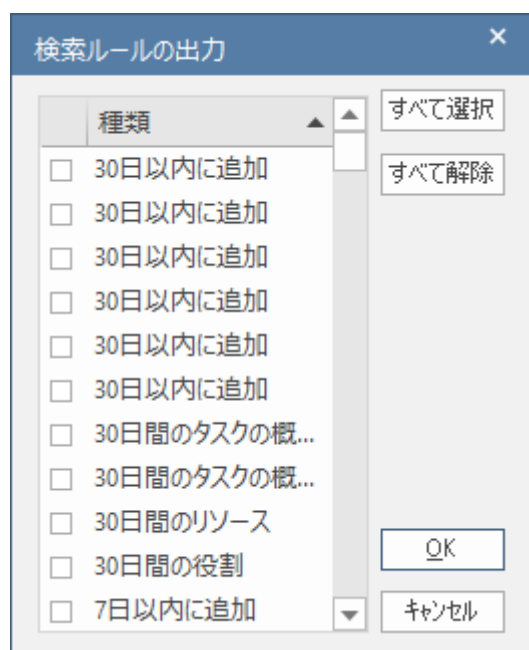 検索ルールの出力
種類
30日以内に追加
30日以内に追加
30日以内に追加
30日以内に追加
30日以内に追加
30日以内に追加
30日間のタスクの概...
30日間のタスクの概...
30日間のリソース
30日間の役割
7日以内に追加
すべて選択
すべて解除
OK
キャンセル